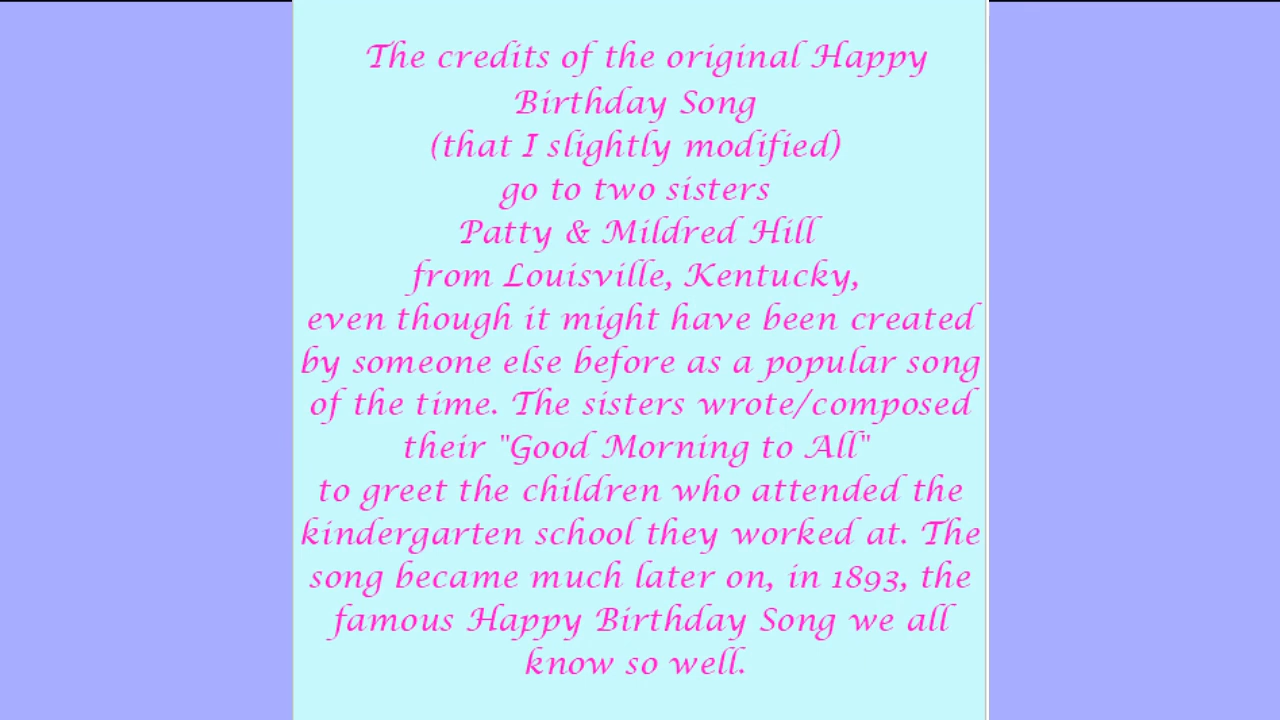 The credits of the original Happy
Birthday Song
(that I slightly modified)
go to two sisters
Patty & Mildred Hill
from Louisville, Kentucky,
even though it might have been created
by someone else before as a popular song
of the time. The sisters wrote/composed
their "Good Morning to All"
to greet the children who attended the
kindergarten school they worked at. The
song became much later on, in 1893, the
famous Happy Birthday Song we all
know so well.